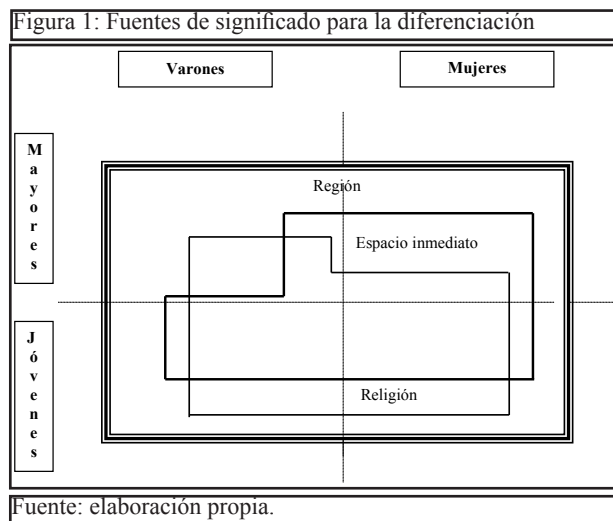 Figura 1: Fuentes de significado para la diferenciación
Varones
Mujeres
Mayores
Región
Espacio inmediato
Jóvenes
Religión
Fuente: elaboración propia.